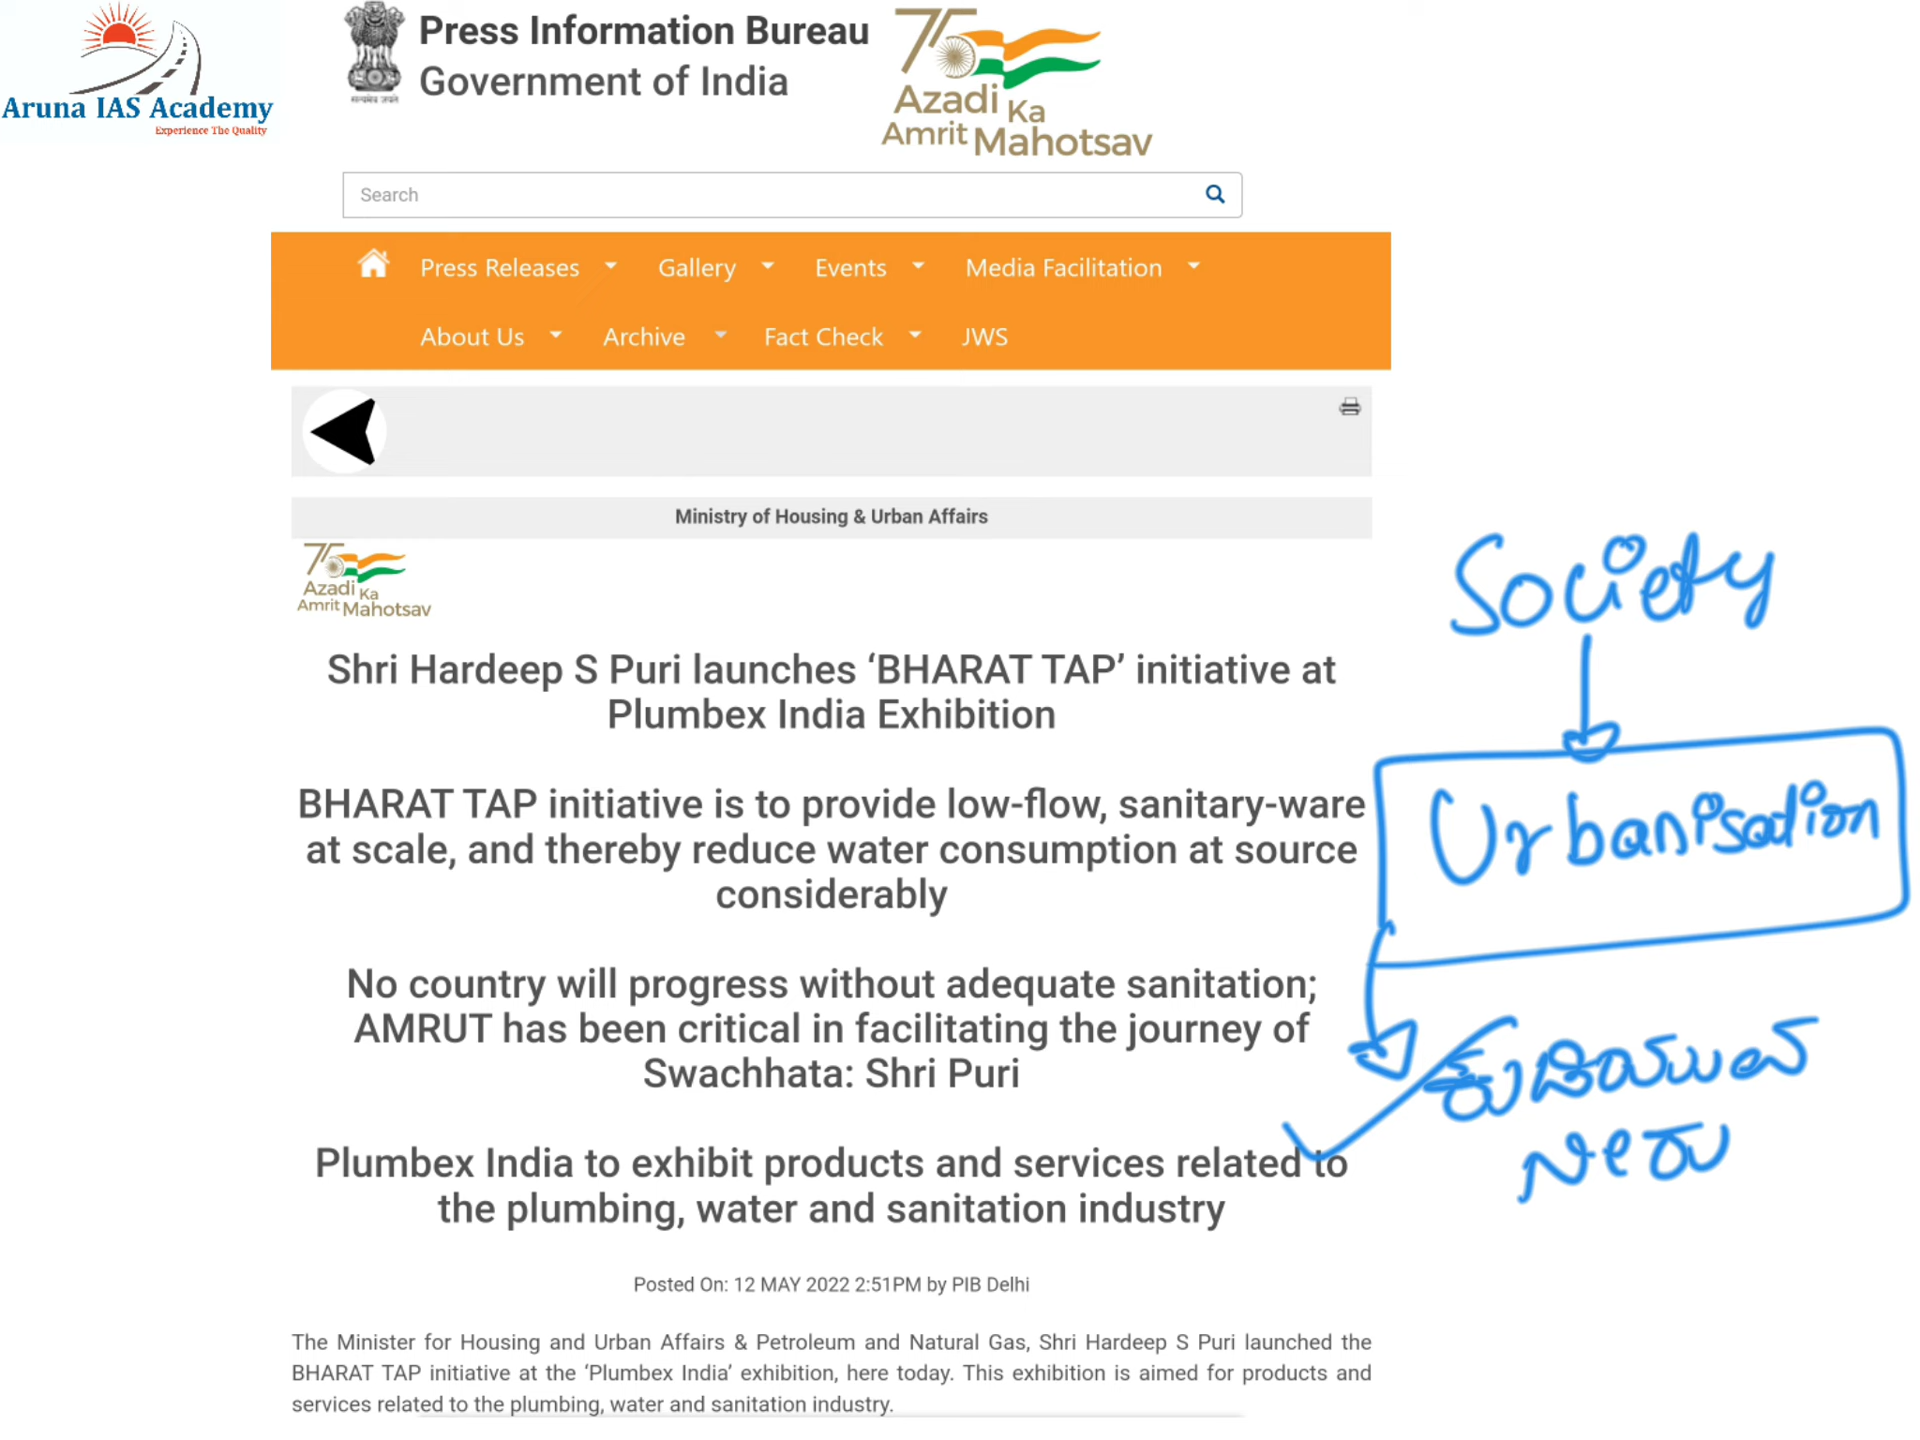 Aruna IAS Academy
Experience The Quality
Press Information Bureau
Government of India
सत्यमेव जयते
75
Azadi Ka
Amrit Mahotsav
Search
Press Releases Gallery Events Media Facilitation
About Us Archive Fact Check JWS
Ministry of Housing & Urban Affairs
75
Azadi Ka
Amrit Mahotsav
Shri Hardeep S Puri launches ‘BHARAT TAP’ initiative at
Plumbex India Exhibition
BHARAT TAP initiative is to provide low-flow, sanitary-ware
at scale, and thereby reduce water consumption at source
considerably
No country will progress without adequate sanitation;
AMRUT has been critical in facilitating the journey of
Swachhata: Shri Puri
Plumbex India to exhibit products and services related to
the plumbing, water and sanitation industry
Posted On: 12 MAY 2022 2:51PM by PIB Delhi
The Minister for Housing and Urban Affairs & Petroleum and Natural Gas, Shri Hardeep S Puri launched the
BHARAT TAP initiative at the ‘Plumbex India’ exhibition, here today. This exhibition is aimed for products and
services related to the plumbing, water and sanitation industry.
Society
Urbanisation
ಕುಡಿಯುವ
ನೀರು